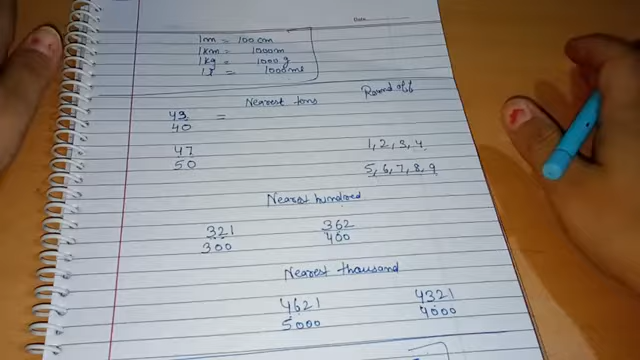 Date
1m = 100 cm
1km = 1000m
1kg = 1000 g
1l = 1000ml
Nearest tens
Round off
43 =
40
47
50
1, 2, 3, 4
5, 6, 7, 8, 9
Nearest hundred
321 362
300 400
Nearest thousand
4621 4321
5000 4000